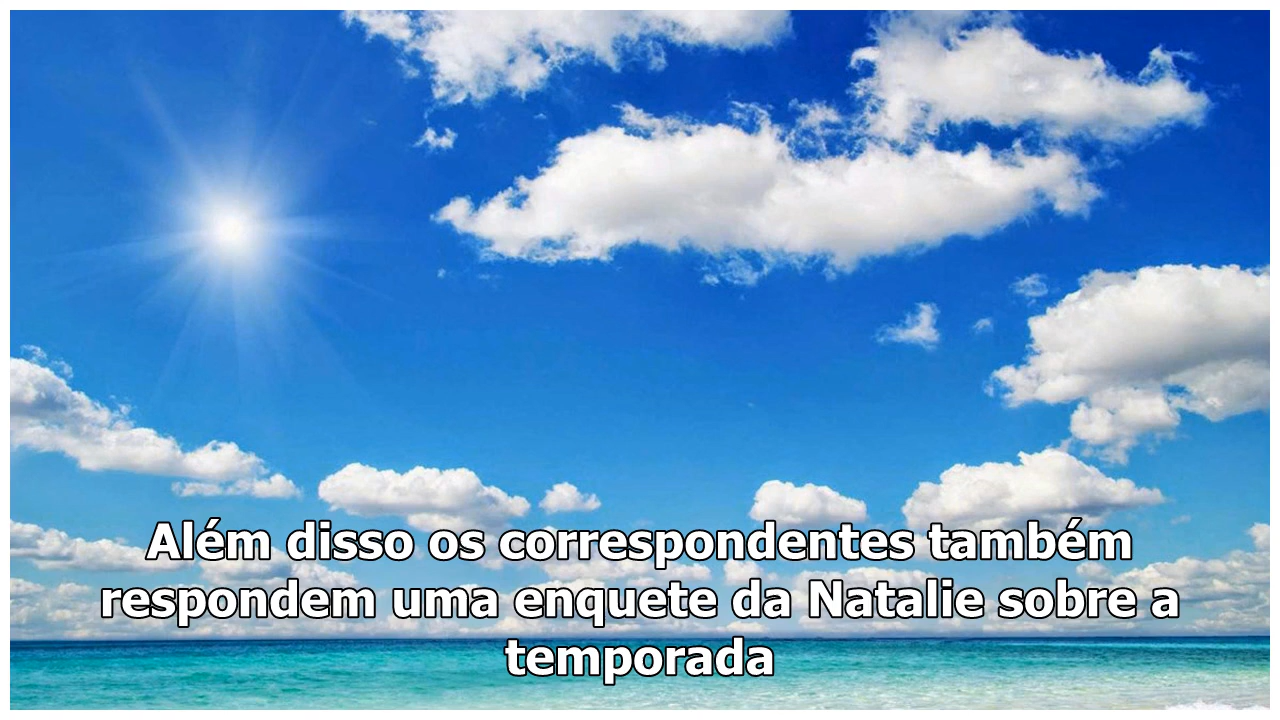 Além disso os correspondentes também
respondem uma enquete da Natalie sobre a
temporada